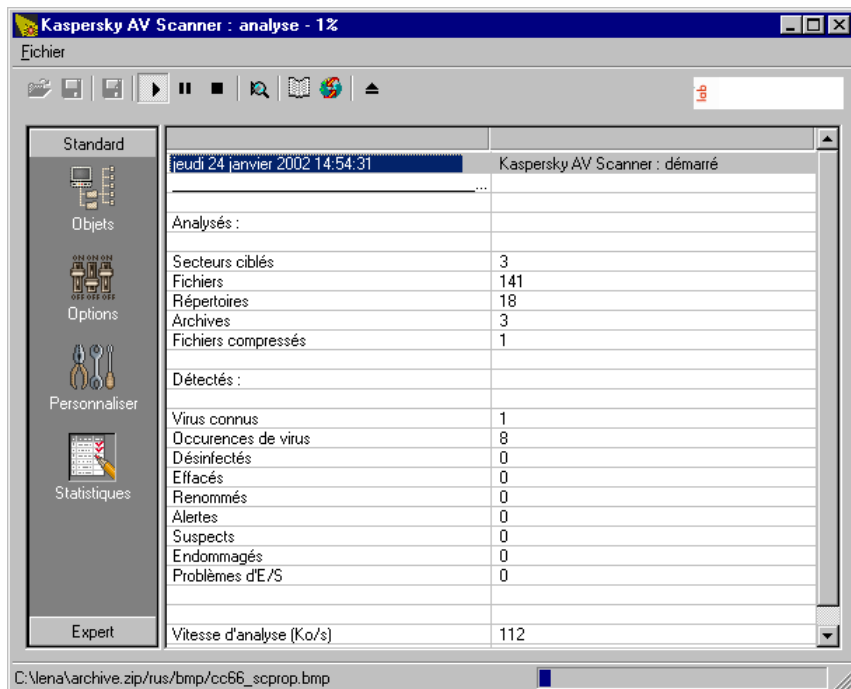 Kaspersky AV Scanner : analyse - 1%
Fichier
lab
Standard
Objets
Options
Personnaliser
Statistiques
Expert
jeudi 24 janvier 2002 14:54:31 Kaspersky AV Scanner : démarré
...
Analysés :
Secteurs ciblés 3
Fichiers 141
Répertoires 18
Archives 3
Fichiers compressés 1
Détectés :
Virus connus 1
Occurences de virus 8
Désinfectés 0
Effacés 0
Renommés 0
Alertes 0
Suspects 0
Endommagés 0
Problèmes d'E/S 0
Vitesse d'analyse (Ko/s) 112
C:\lena\archive.zip/rus/bmp/cc66_scprop.bmp